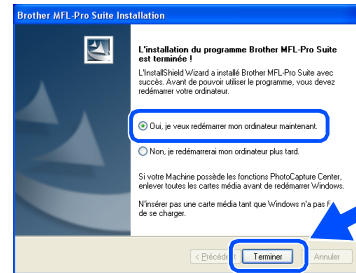 Brother MFL-Pro Suite Installation
L'installation du programme Brother MFL-Pro Suite
est terminée !
L'InstallShield Wizard a installé Brother MFL-Pro Suite avec
succès. Avant de pouvoir utiliser le programme, vous devez
redémarrer votre ordinateur.
Oui, je veux redémarrer mon ordinateur maintenant.
Non, je redémarrerai mon ordinateur plus tard.
Si votre Machine possède les fonctions PhotoCapture Center,
enlever toutes les cartes média avant de redémarrer Windows.
N'insérer pas une carte média tant que Windows n'a pas
de se charger.
< Précédent Terminer Annuler